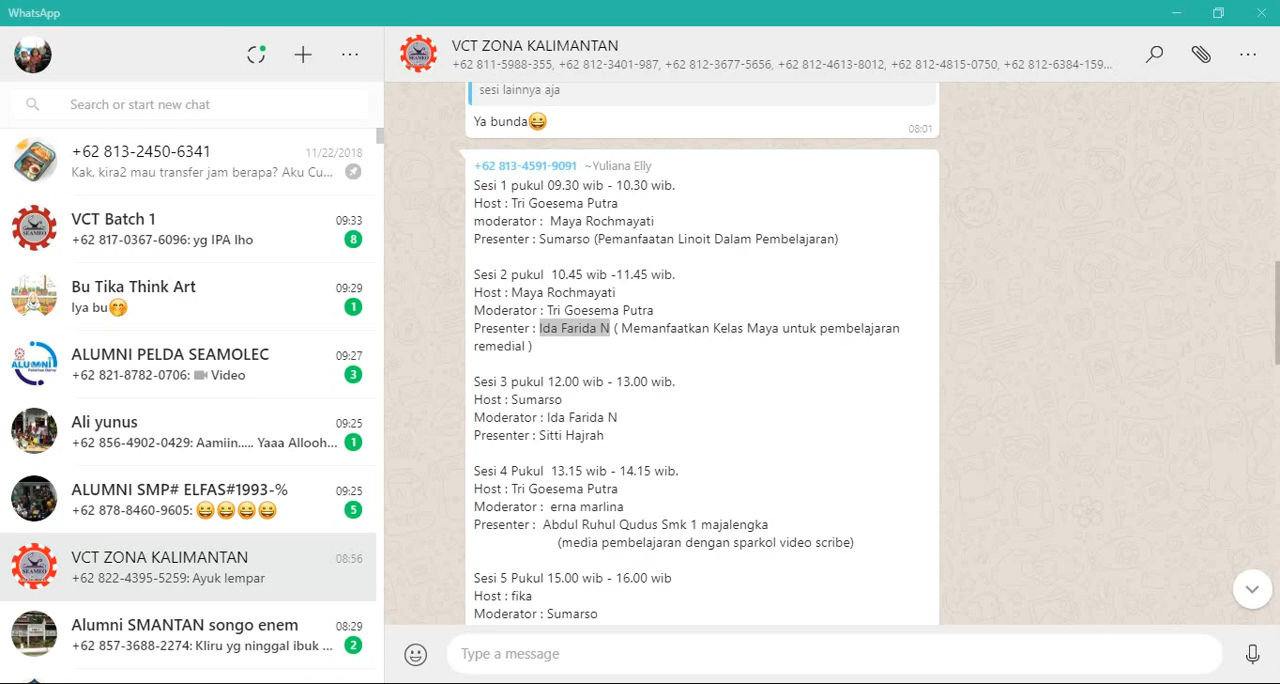 WhatsApp
Search or start new chat
+62 813-2450-6341
11/22/2018
Kak, kira2 mau transfer jam berapa? Aku Cu...
VCT Batch 1
09:33
+62 817-0367-6096: yg IPA lho
8
Bu Tika Think Art
09:29
Iya bu🤭
1
ALUMNI PELDA SEAMOLEC
09:27
+62 821-8782-0706: Video
3
Ali yunus
09:25
+62 856-4902-0429: Aamiin..... Yaaa Allooh...
1
ALUMNI SMP# ELFAS#1993-%
09:25
+62 878-8460-9605: 😄😄😄😄
5
VCT ZONA KALIMANTAN
08:56
+62 822-4395-5259: Ayuk lempar
Alumni SMANTAN songo enem
08:29
+62 857-3688-2274: Kliru yg ninggal ibuk ...
2
VCT ZONA KALIMANTAN
+62 811-5988-355, +62 812-3401-987, +62 812-3677-5656, +62 812-4613-8012, +62 812-4815-0750, +62 812-6384-159...
sesi lainnya aja
Ya bunda😄
08:01
+62 813-4591-9091 ~Yuliana Elly
Sesi 1 pukul 09.30 wib - 10.30 wib.
Host : Tri Goesema Putra
moderator : Maya Rochmayati
Presenter : Sumarso (Pemanfaatan Linoit Dalam Pembelajaran)
Sesi 2 pukul 10.45 wib -11.45 wib.
Host : Maya Rochmayati
Moderator : Tri Goesema Putra
Presenter : Ida Farida N ( Memanfaatkan Kelas Maya untuk pembelajaran
remedial )
Sesi 3 pukul 12.00 wib - 13.00 wib.
Host : Sumarso
Moderator : Ida Farida N
Presenter : Sitti Hajrah
Sesi 4 Pukul 13.15 wib - 14.15 wib.
Host : Tri Goesema Putra
Moderator : erna marlina
Presenter : Abdul Ruhul Qudus Smk 1 majalengka
(media pembelajaran dengan sparkol video scribe)
Sesi 5 Pukul 15.00 wib - 16.00 wib
Host : fika
Moderator : Sumarso
Type a message